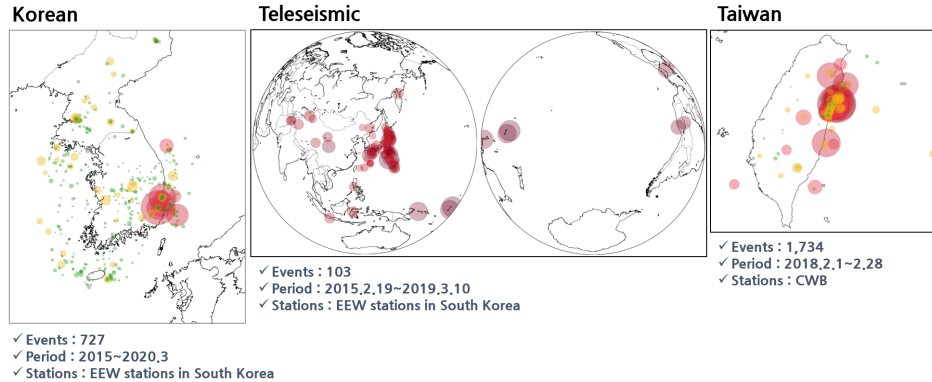 Korean
Teleseismic
Taiwan
✓ Events : 727
✓ Period : 2015~2020.3
✓ Stations : EEW stations in South Korea
✓ Events : 103
✓ Period : 2015.2.19~2019.3.10
✓ Stations : EEW stations in South Korea
✓ Events : 1,734
✓ Period : 2018.2.1~2.28
✓ Stations : CWB